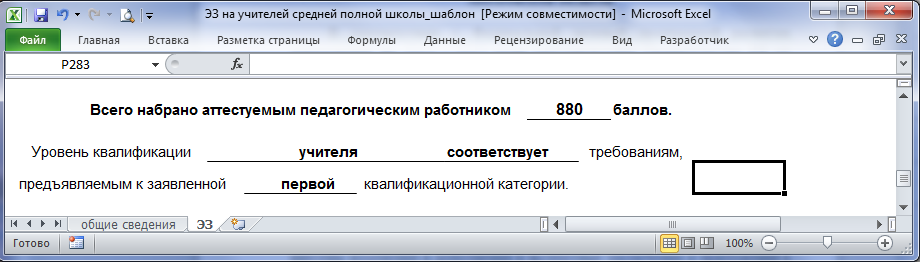 ЭЗ на учителей средней полной школы_шаблон [Режим совместимости] - Microsoft Excel
Файл Главная Вставка Разметка страницы Формулы Данные Рецензирование Вид Разработчик
P283 fx
Всего набрано аттестуемым педагогическим работником 880 баллов.
Уровень квалификации учителя соответствует требованиям,
предъявляемым к заявленной первой квалификационной категории.
общие сведения ЭЗ
Готово 100%